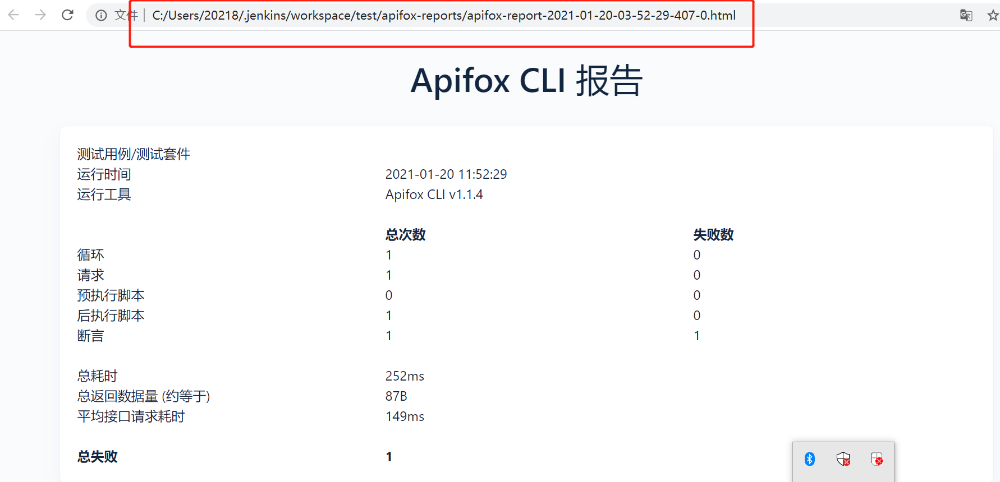 文件 | C:/Users/20218/.jenkins/workspace/test/apifox-reports/apifox-report-2021-01-20-03-52-29-407-0.html
Apifox CLI 报告
测试用例/测试套件
运行时间 2021-01-20 11:52:29
运行工具 Apifox CLI v1.1.4
总次数 失败数
循环 1 0
请求 1 0
预执行脚本 0 0
后执行脚本 1 0
断言 1 1
总耗时 252ms
总返回数据量 (约等于) 87B
平均接口请求耗时 149ms
总失败 1